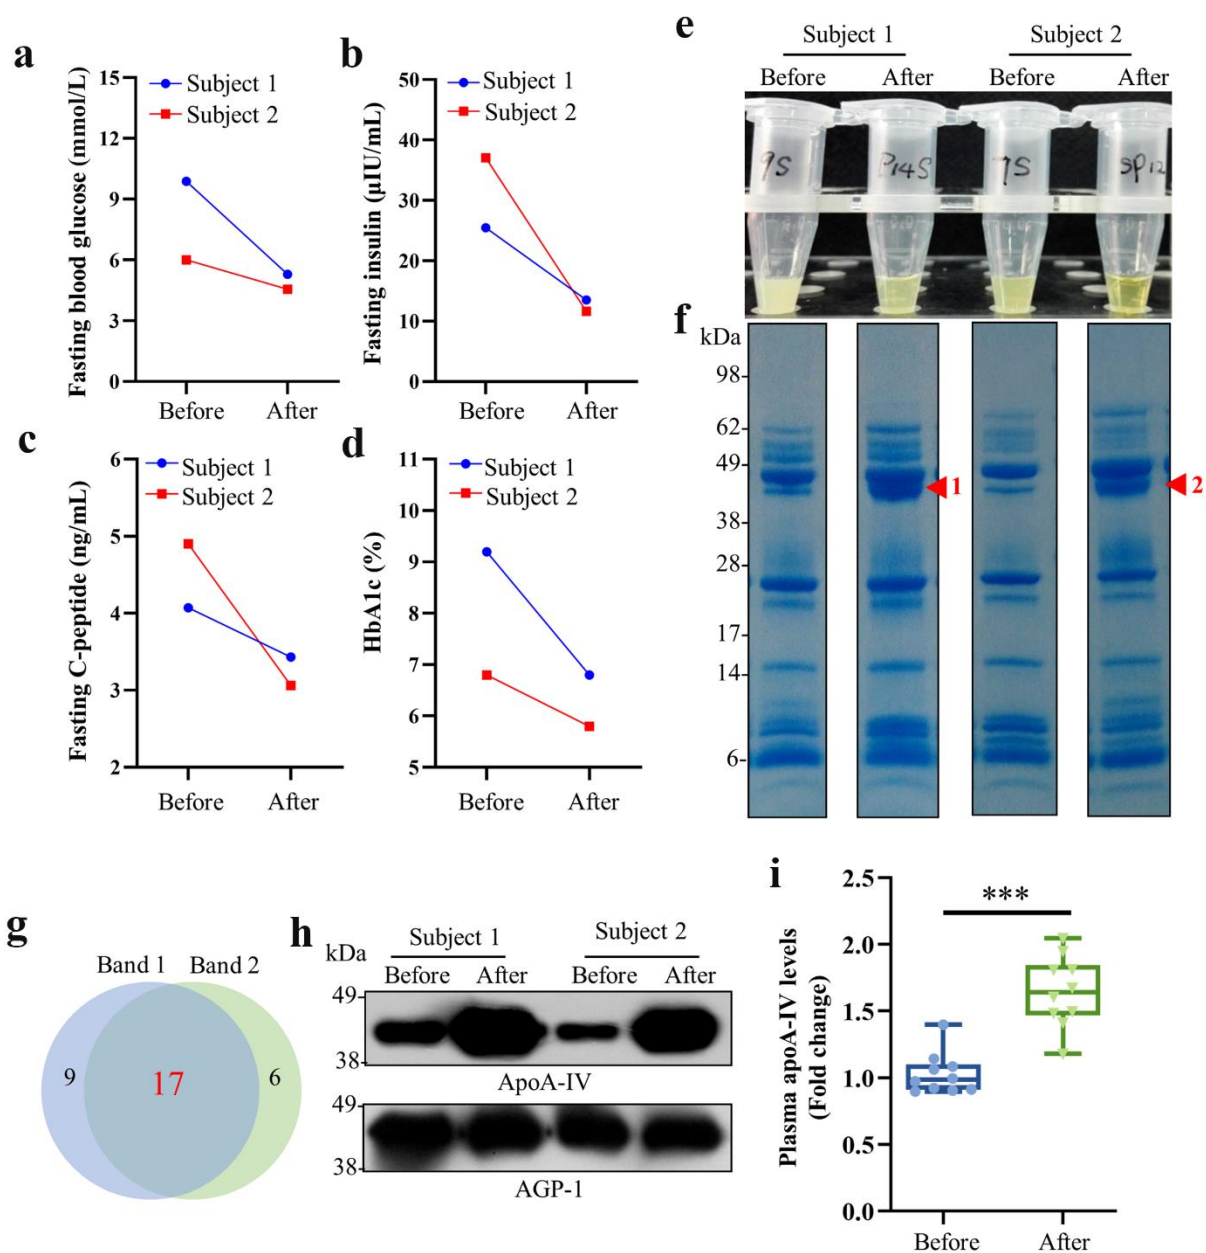 a
Fasting blood glucose (mmol/L)
15
12
9
6
3
0
Subject 1
Subject 2
Before After
b
Fasting insulin (μIU/mL)
50
40
30
20
10
0
Subject 1
Subject 2
Before After
c
Fasting C-peptide (ng/mL)
6
5
4
3
2
Subject 1
Subject 2
Before After
d
HbA1c (%)
11
10
9
8
7
6
5
Subject 1
Subject 2
Before After
e
Subject 1 Subject 2
Before After Before After
9S P14S 7S SP12
f
kDa
98
62
49
38
28
17
14
6
1
2
g
Band 1 Band 2
9 17 6
h
kDa
Subject 1 Subject 2
Before After Before After
49
38
ApoA-IV
49
38
AGP-1
i
Plasma apoA-IV levels
(Fold change)
2.5
2.0
1.5
1.0
0.5
0.0
***
Before After